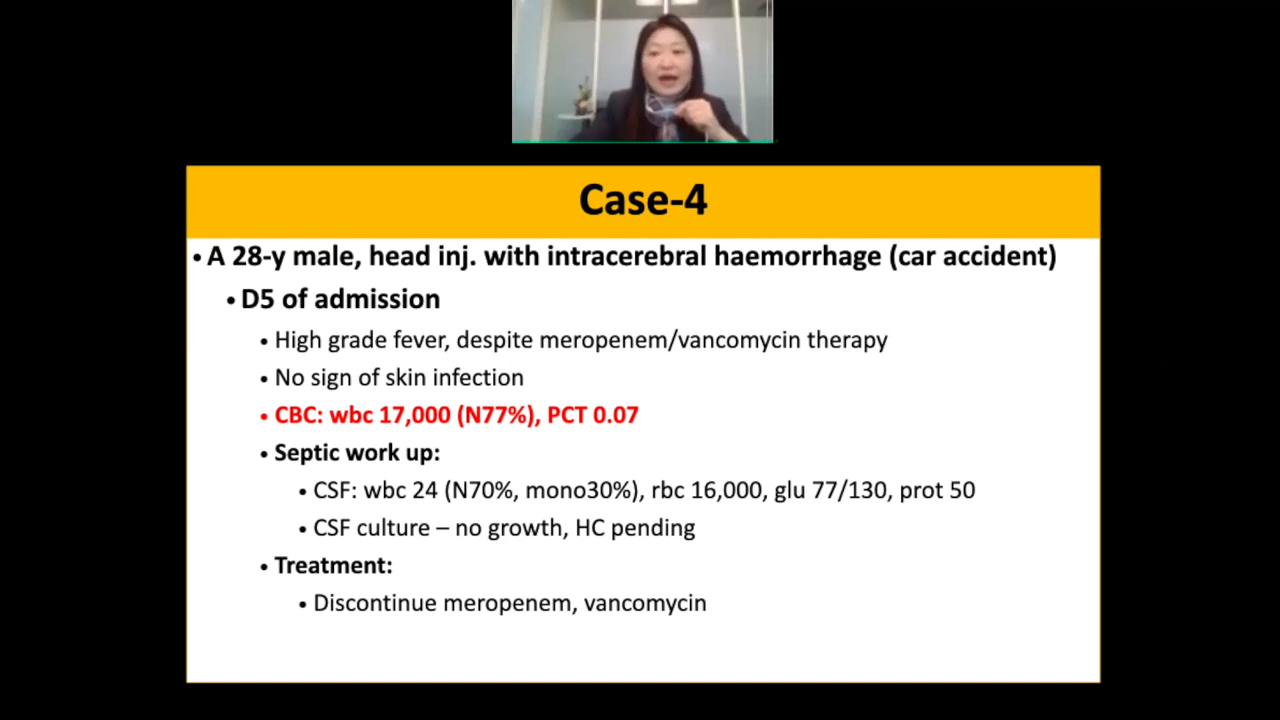 Case-4
• A 28-y male, head inj. with intracerebral haemorrhage (car accident)
• D5 of admission
• High grade fever, despite meropenem/vancomycin therapy
• No sign of skin infection
• CBC: wbc 17,000 (N77%), PCT 0.07
• Septic work up:
• CSF: wbc 24 (N70%, mono30%), rbc 16,000, glu 77/130, prot 50
• CSF culture – no growth, HC pending
• Treatment:
• Discontinue meropenem, vancomycin